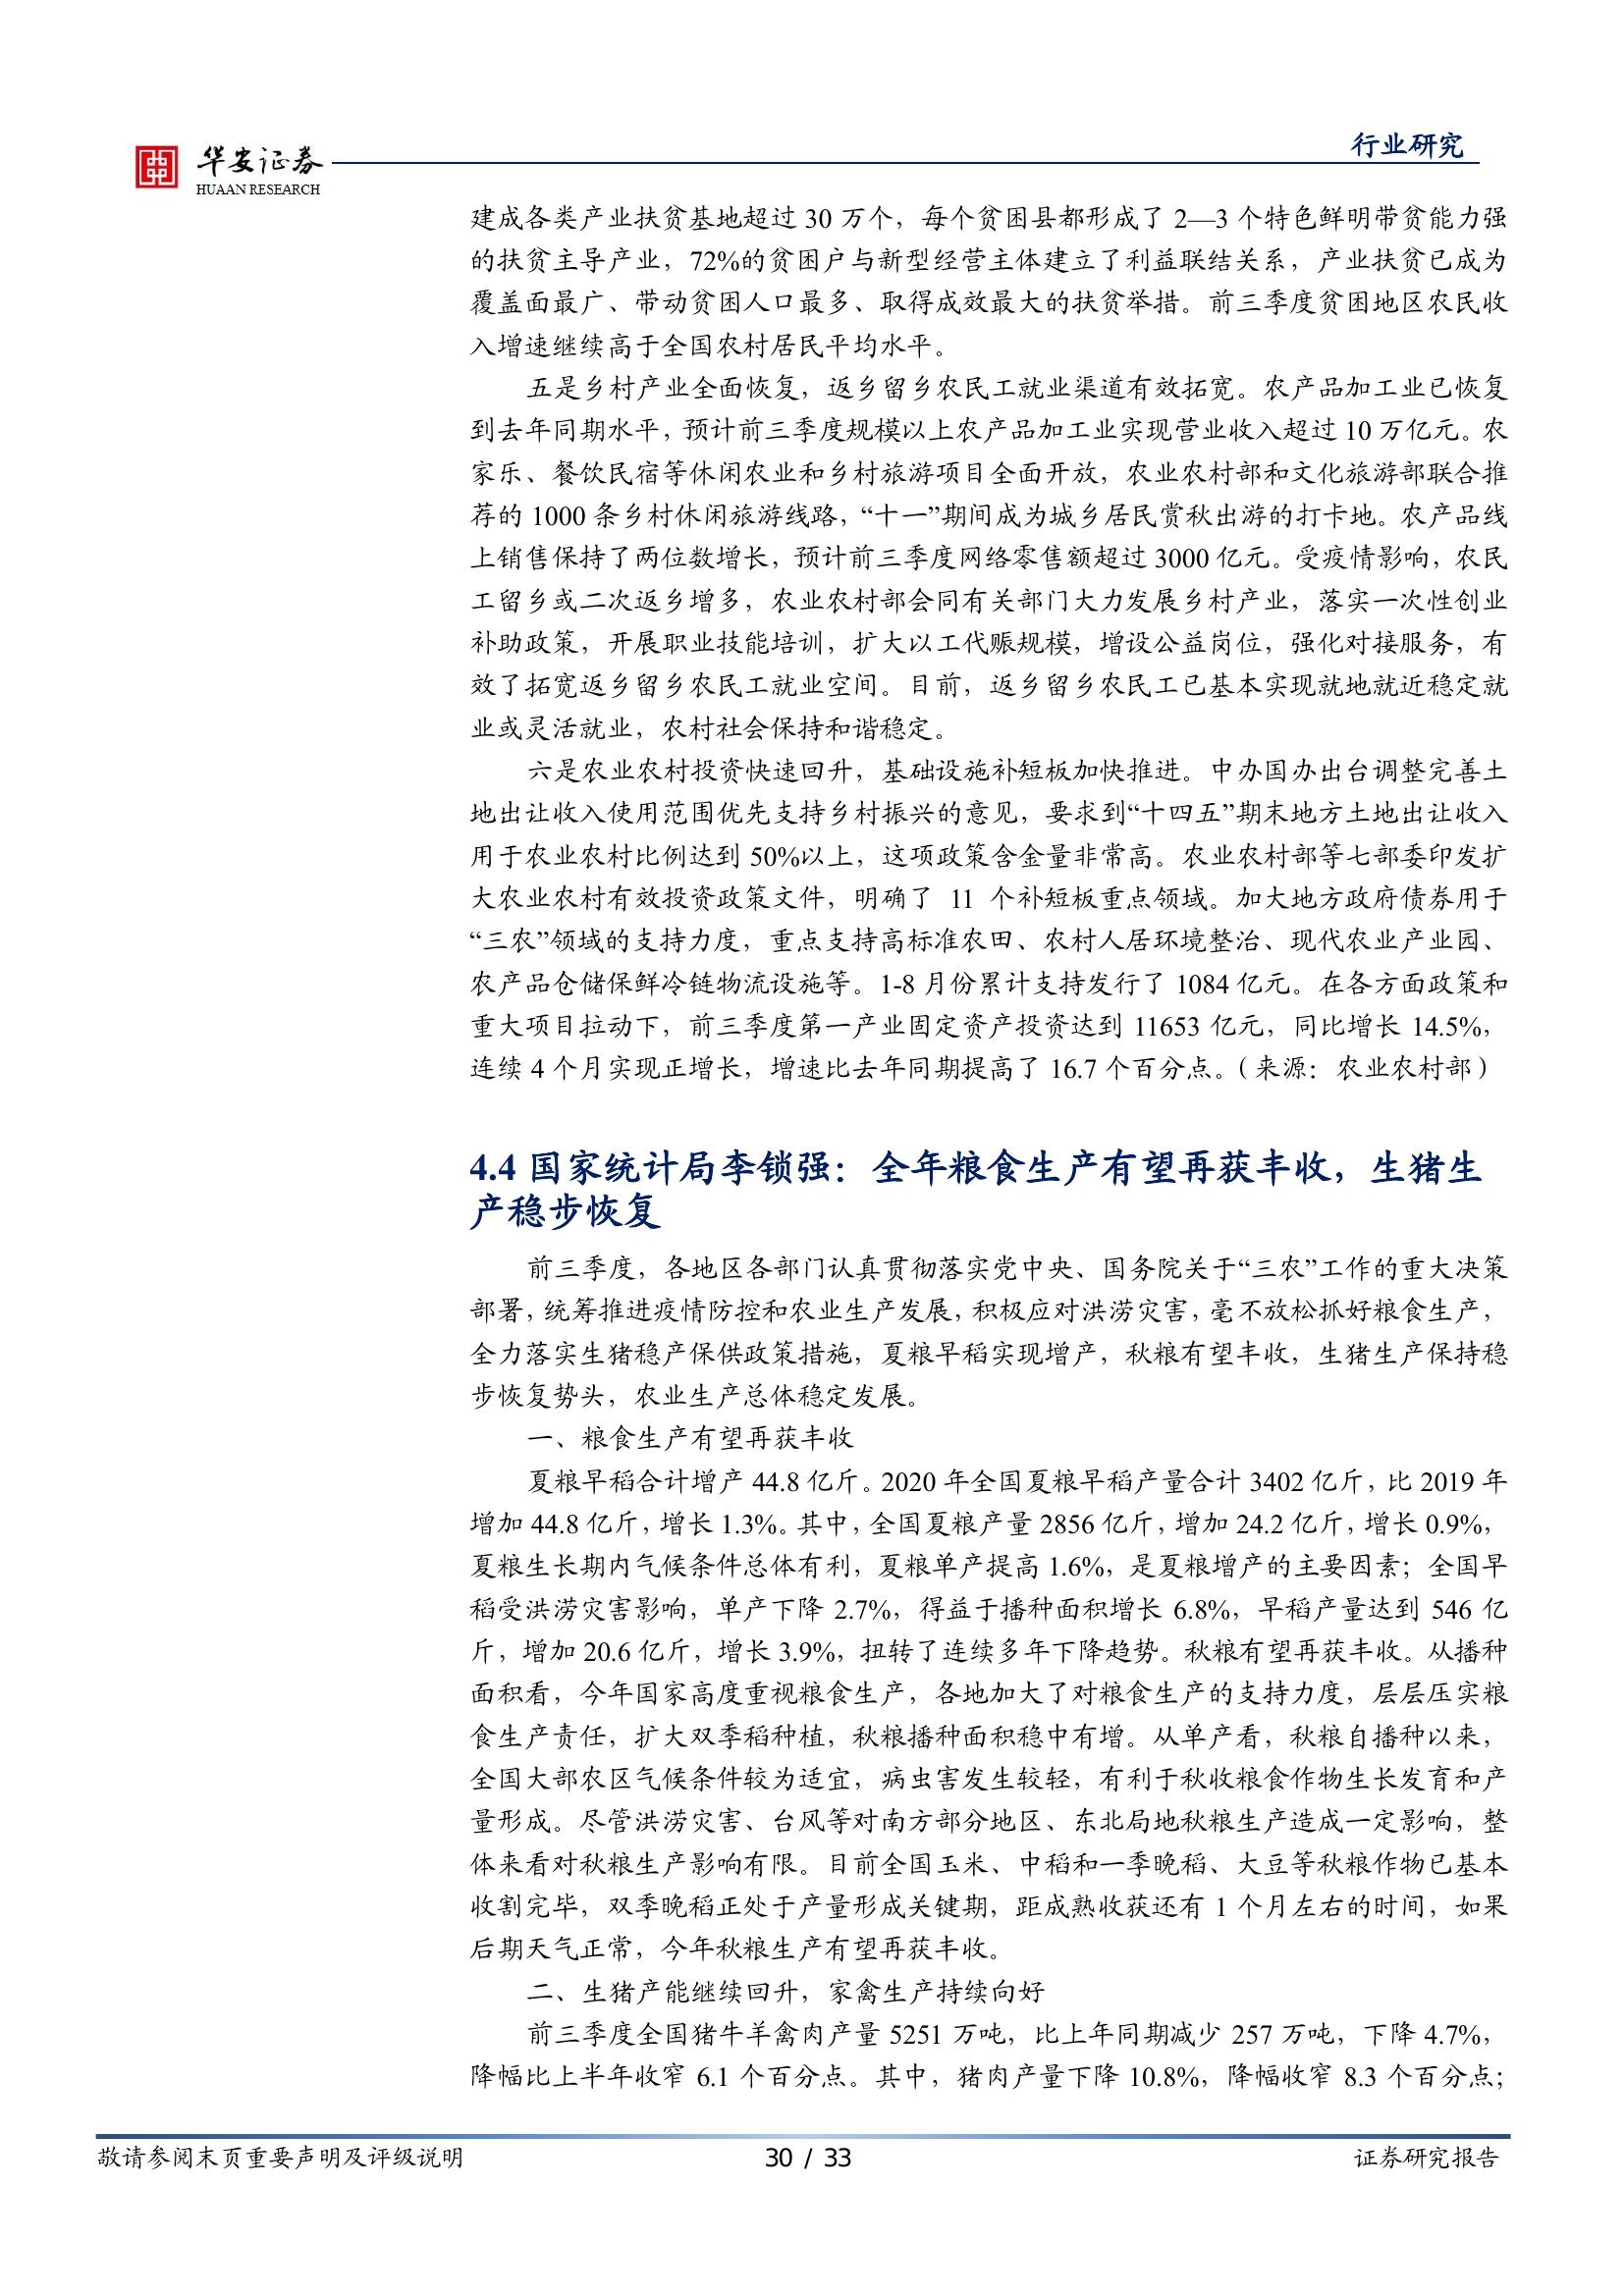 华安证券
HUAAN RESEARCH
行业研究
建成各类产业扶贫基地超过 30 万个，每个贫困县都形成了 2—3 个特色鲜明带贫能力强
的扶贫主导产业，72%的贫困户与新型经营主体建立了利益联结关系，产业扶贫已成为
覆盖面最广、带动贫困人口最多、取得成效最大的扶贫举措。前三季度贫困地区农民收
入增速继续高于全国农村居民平均水平。
五是乡村产业全面恢复，返乡留乡农民工就业渠道有效拓宽。农产品加工业已恢复
到去年同期水平，预计前三季度规模以上农产品加工业实现营业收入超过 10 万亿元。农
家乐、餐饮民宿等休闲农业和乡村旅游项目全面开放，农业农村部和文化旅游部联合推
荐的 1000 条乡村休闲旅游线路，“十一”期间成为城乡居民赏秋出游的打卡地。农产品线
上销售保持了两位数增长，预计前三季度网络零售额超过 3000 亿元。受疫情影响，农民
工留乡或二次返乡增多，农业农村部会同有关部门大力发展乡村产业，落实一次性创业
补助政策，开展职业技能培训，扩大以工代赈规模，增设公益岗位，强化对接服务，有
效了拓宽返乡留乡农民工就业空间。目前，返乡留乡农民工已基本实现就地就近稳定就
业或灵活就业，农村社会保持和谐稳定。
六是农业农村投资快速回升，基础设施补短板加快推进。中办国办出台调整完善土
地出让收入使用范围优先支持乡村振兴的意见，要求到“十四五”期末地方土地出让收入
用于农业农村比例达到 50%以上，这项政策含金量非常高。农业农村部等七部委印发扩
大农业农村有效投资政策文件，明确了 11 个补短板重点领域。加大地方政府债券用于
“三农”领域的支持力度，重点支持高标准农田、农村人居环境整治、现代农业产业园、
农产品仓储保鲜冷链物流设施等。1-8 月份累计支持发行了 1084 亿元。在各方面政策和
重大项目拉动下，前三季度第一产业固定资产投资达到 11653 亿元，同比增长 14.5%，
连续 4 个月实现正增长，增速比去年同期提高了 16.7 个百分点。（来源：农业农村部）
4.4 国家统计局李锁强：全年粮食生产有望再获丰收，生猪生
产稳步恢复
前三季度，各地区各部门认真贯彻落实党中央、国务院关于“三农”工作的重大决策
部署，统筹推进疫情防控和农业生产发展，积极应对洪涝灾害，毫不放松抓好粮食生产，
全力落实生猪稳产保供政策措施，夏粮早稻实现增产，秋粮有望丰收，生猪生产保持稳
步恢复势头，农业生产总体稳定发展。
一、粮食生产有望再获丰收
夏粮早稻合计增产 44.8 亿斤。2020 年全国夏粮早稻产量合计 3402 亿斤，比 2019 年
增加 44.8 亿斤，增长 1.3%。其中，全国夏粮产量 2856 亿斤，增加 24.2 亿斤，增长 0.9%，
夏粮生长期内气候条件总体有利，夏粮单产提高 1.6%，是夏粮增产的主要因素；全国早
稻受洪涝灾害影响，单产下降 2.7%，得益于播种面积增长 6.8%，早稻产量达到 546 亿
斤，增加 20.6 亿斤，增长 3.9%，扭转了连续多年下降趋势。秋粮有望再获丰收。从播种
面积看，今年国家高度重视粮食生产，各地加大了对粮食生产的支持力度，层层压实粮
食生产责任，扩大双季稻种植，秋粮播种面积稳中有增。从单产看，秋粮自播种以来，
全国大部农区气候条件较为适宜，病虫害发生较轻，有利于秋收粮食作物生长发育和产
量形成。尽管洪涝灾害、台风等对南方部分地区、东北局地秋粮生产造成一定影响，整
体来看对秋粮生产影响有限。目前全国玉米、中稻和一季晚稻、大豆等秋粮作物已基本
收割完毕，双季晚稻正处于产量形成关键期，距成熟收获还有 1 个月左右的时间，如果
后期天气正常，今年秋粮生产有望再获丰收。
二、生猪产能继续回升，家禽生产持续向好
前三季度全国猪牛羊禽肉产量 5251 万吨，比上年同期减少 257 万吨，下降 4.7%，
降幅比上半年收窄 6.1 个百分点。其中，猪肉产量下降 10.8%，降幅收窄 8.3 个百分点；
敬请参阅末页重要声明及评级说明
30 / 33
证券研究报告